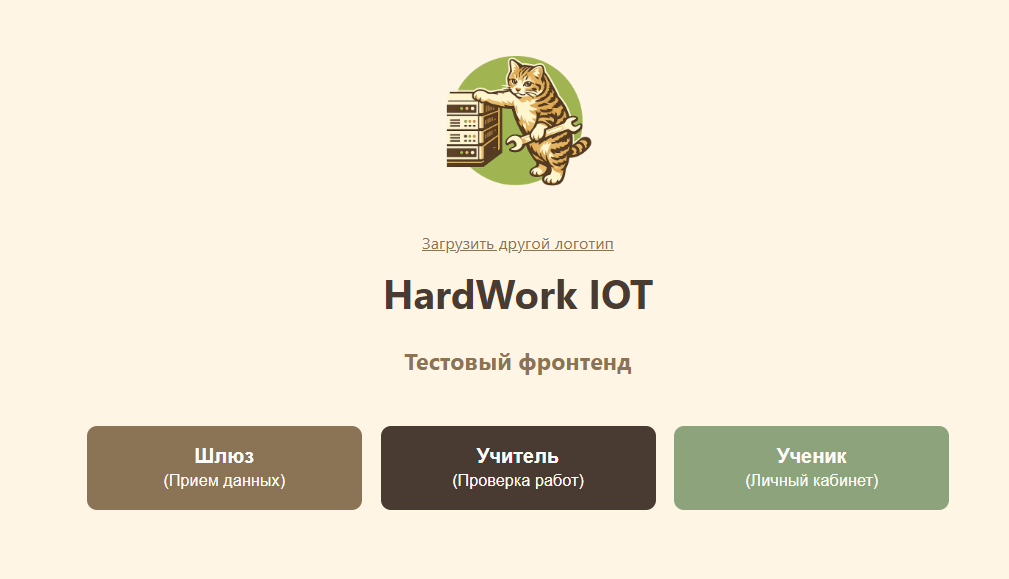 Загрузить другой логотип
HardWork IOT
Тестовый фронтенд
Шлюз
(Прием данных)
Учитель
(Проверка работ)
Ученик
(Личный кабинет)